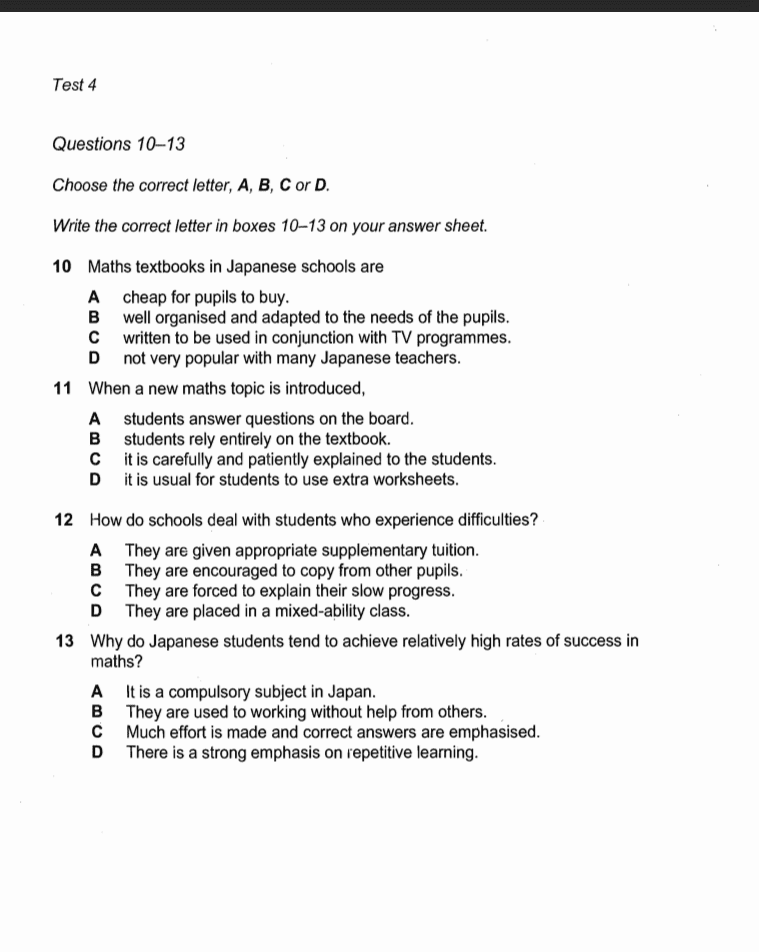 Test 4
Questions 10–13
Choose the correct letter, A, B, C or D.
Write the correct letter in boxes 10–13 on your answer sheet.
10 Maths textbooks in Japanese schools are
A cheap for pupils to buy.
B well organised and adapted to the needs of the pupils.
C written to be used in conjunction with TV programmes.
D not very popular with many Japanese teachers.
11 When a new maths topic is introduced,
A students answer questions on the board.
B students rely entirely on the textbook.
C it is carefully and patiently explained to the students.
D it is usual for students to use extra worksheets.
12 How do schools deal with students who experience difficulties?
A They are given appropriate supplementary tuition.
B They are encouraged to copy from other pupils.
C They are forced to explain their slow progress.
D They are placed in a mixed-ability class.
13 Why do Japanese students tend to achieve relatively high rates of success in
maths?
A It is a compulsory subject in Japan.
B They are used to working without help from others.
C Much effort is made and correct answers are emphasised.
D There is a strong emphasis on repetitive learning.